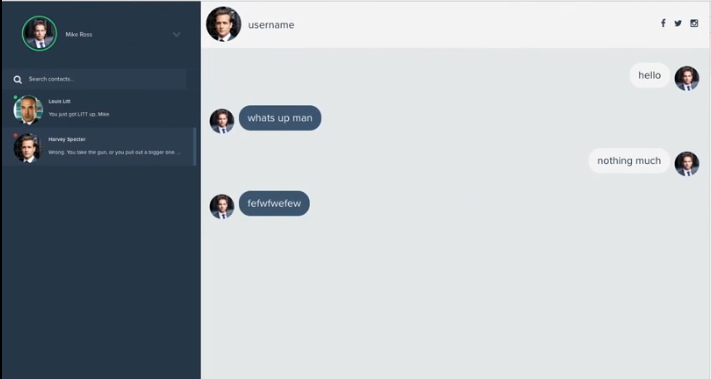 Mike Ross
Search contacts...
Louis Litt
You just got LITT up, Mike.
Harvey Specter
Wrong. You take the gun, or you pull out a bigger one. ...
username
hello
whats up man
nothing much
fefwfwefew